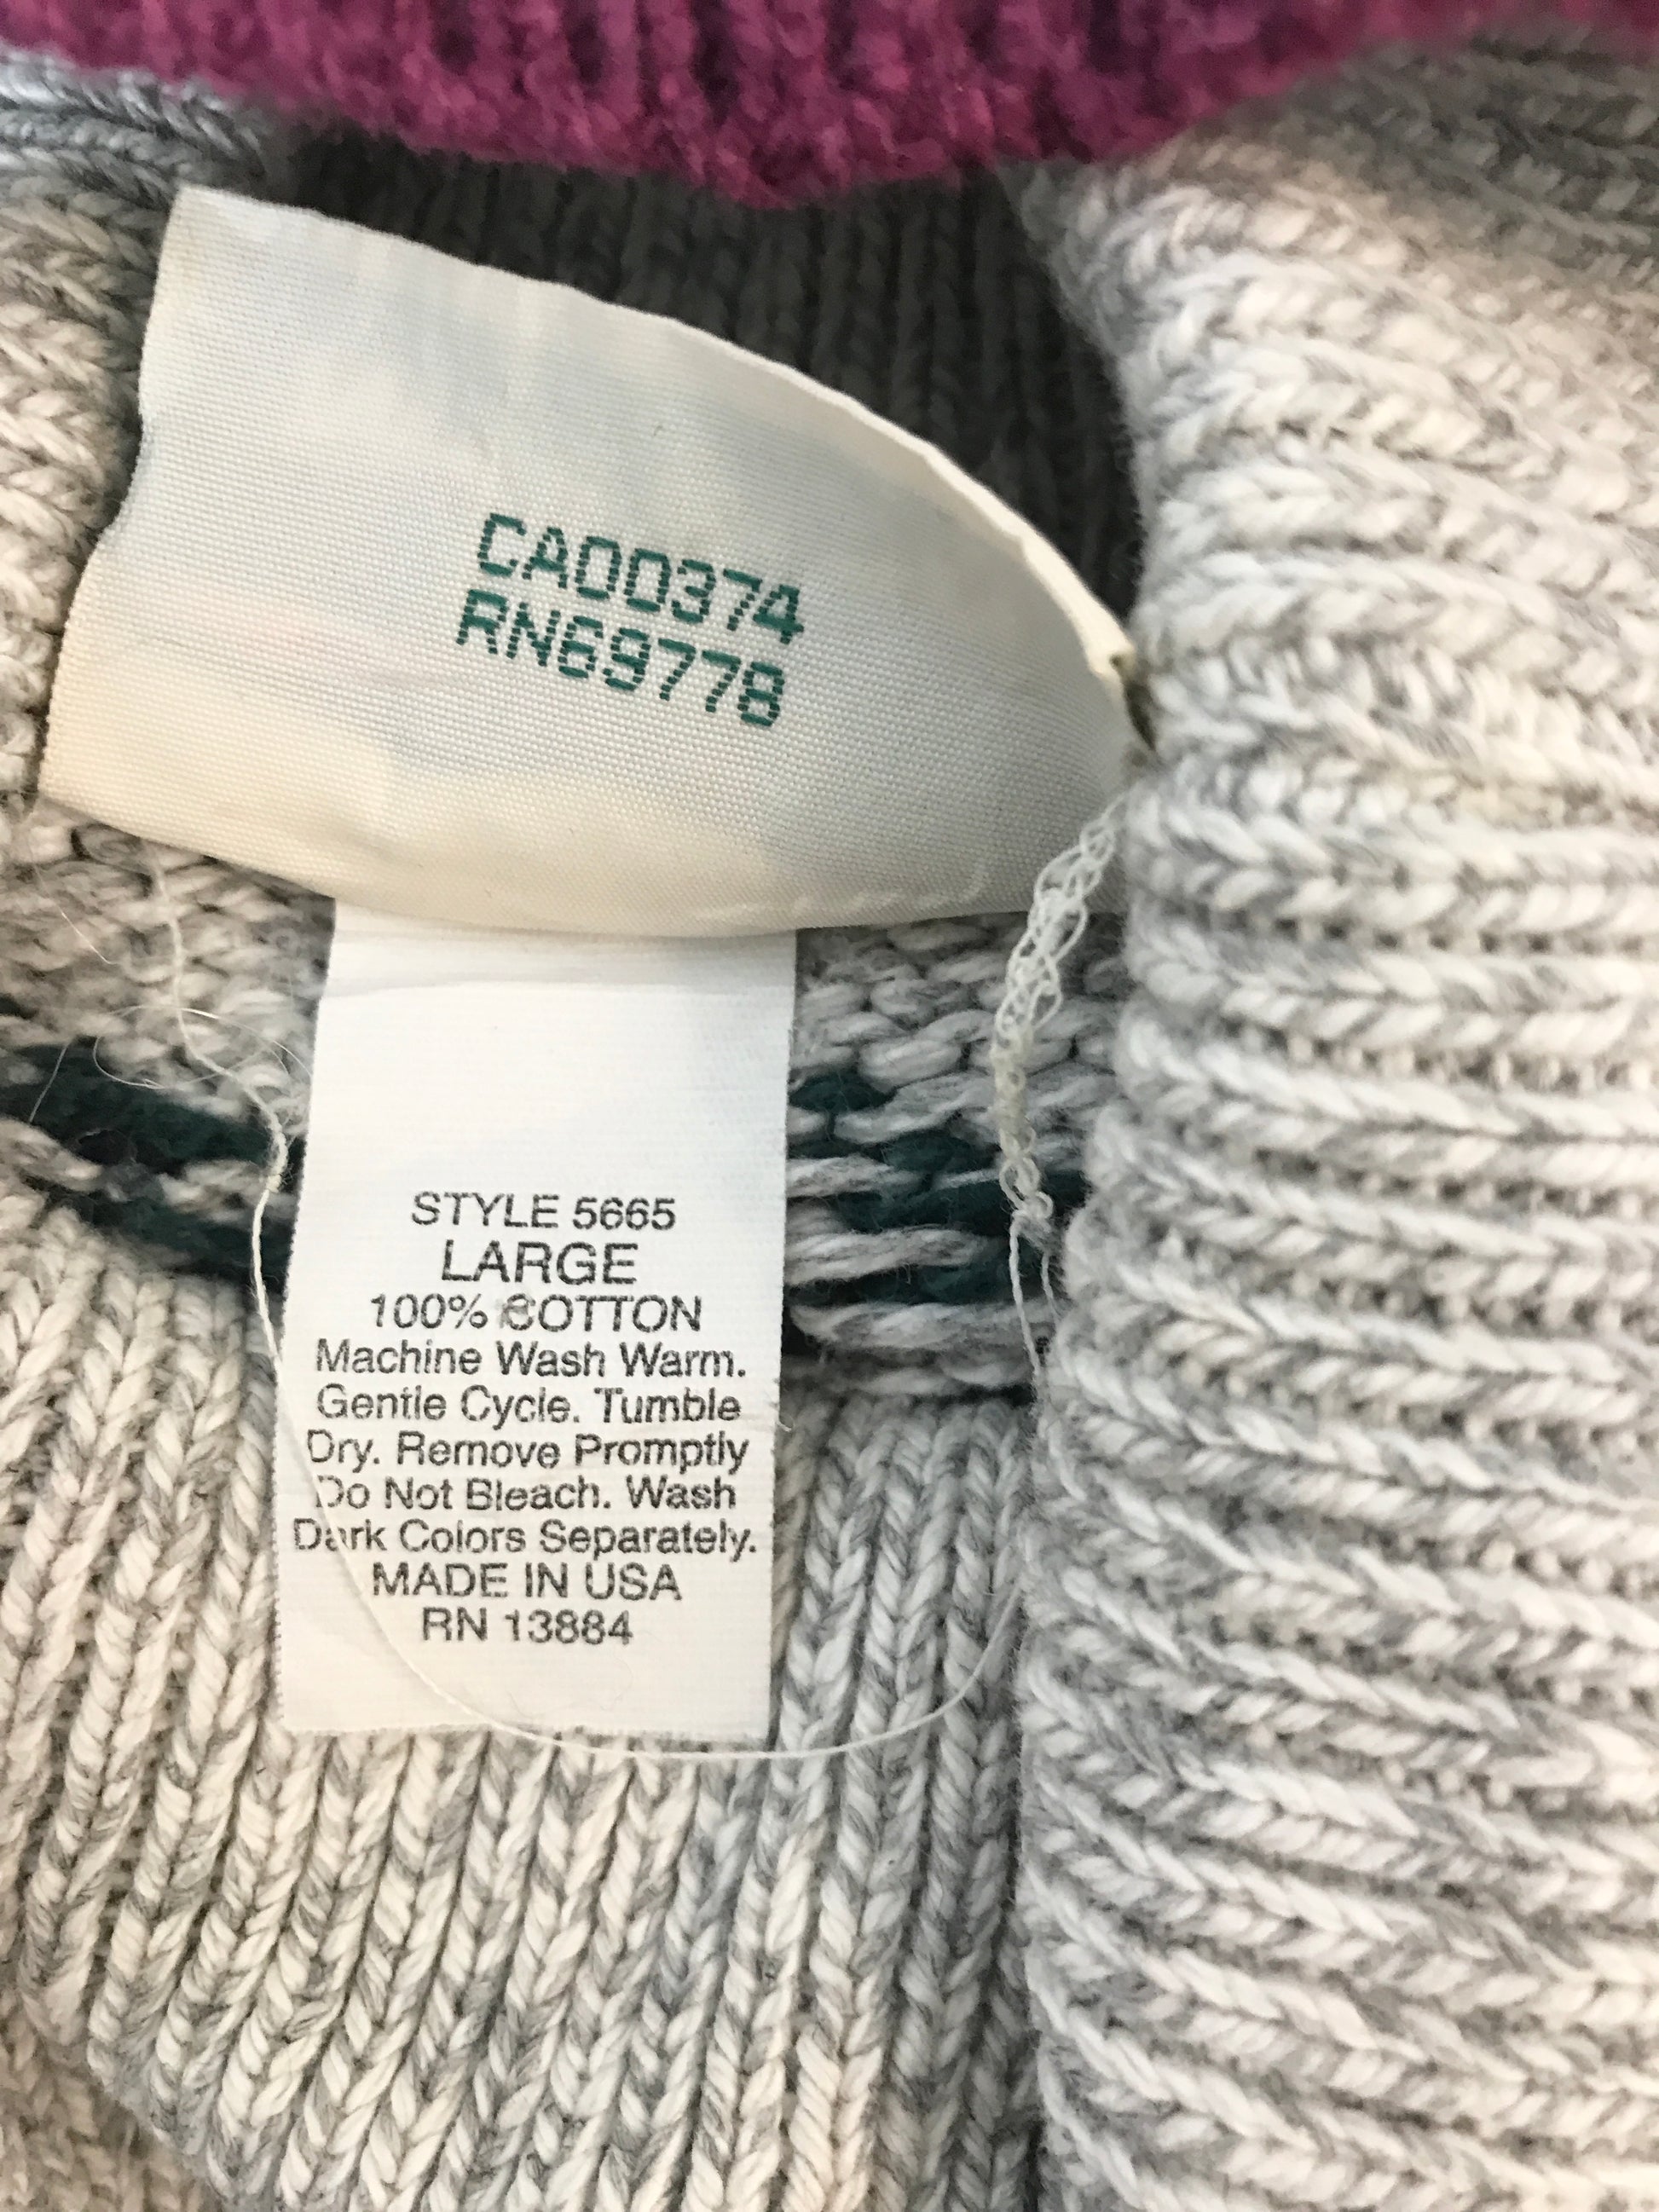 CA00374
RN69778
STYLE 5665
LARGE
100% COTTON
Machine Wash Warm.
Gentle Cycle. Tumble
Dry. Remove Promptly
Do Not Bleach. Wash
Dark Colors Separately.
MADE IN USA
RN 13884